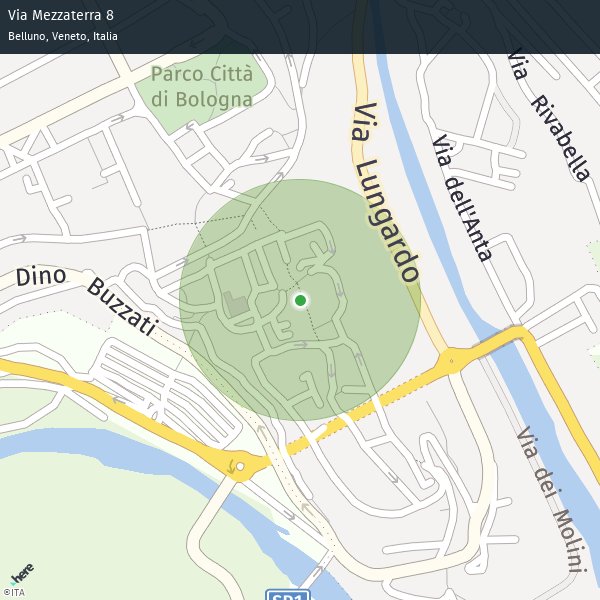 Via Mezzaterra 8
Belluno, Veneto, Italia
Parco Città
di Bologna
Via Rivabella
Via Lungardo
Via dell'Anta
Dino Buzzati
Via dei Molini
SP1
here
©ITA